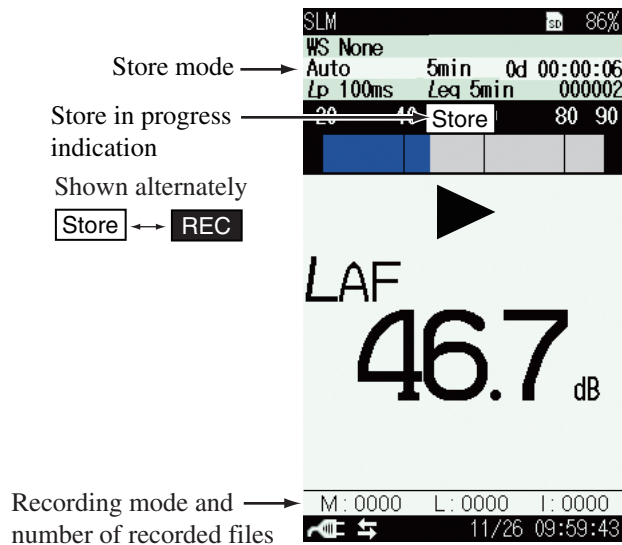 SLM SD 86%
WS None
Store mode
Auto 5min 0d 00:00:06
Lp 100ms Leq 5min 000002
Store in progress
indication
20 Store 80 90
Shown alternately
Store ↔ REC
LAF
46.7 dB
Recording mode and
number of recorded files
M:0000 L:0000 I:0000
11/26 09:59:43